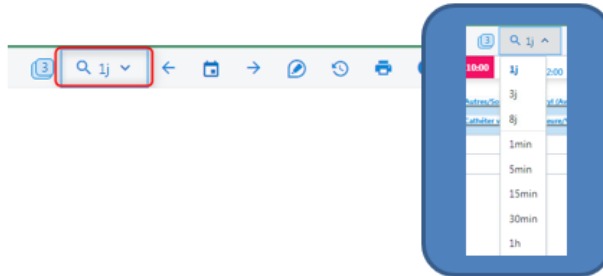 3 1j
3 1j
10:00 1j 2:00
3j
Autres/So
8j
Cathéter v
1min
5min
15min
30min
1h